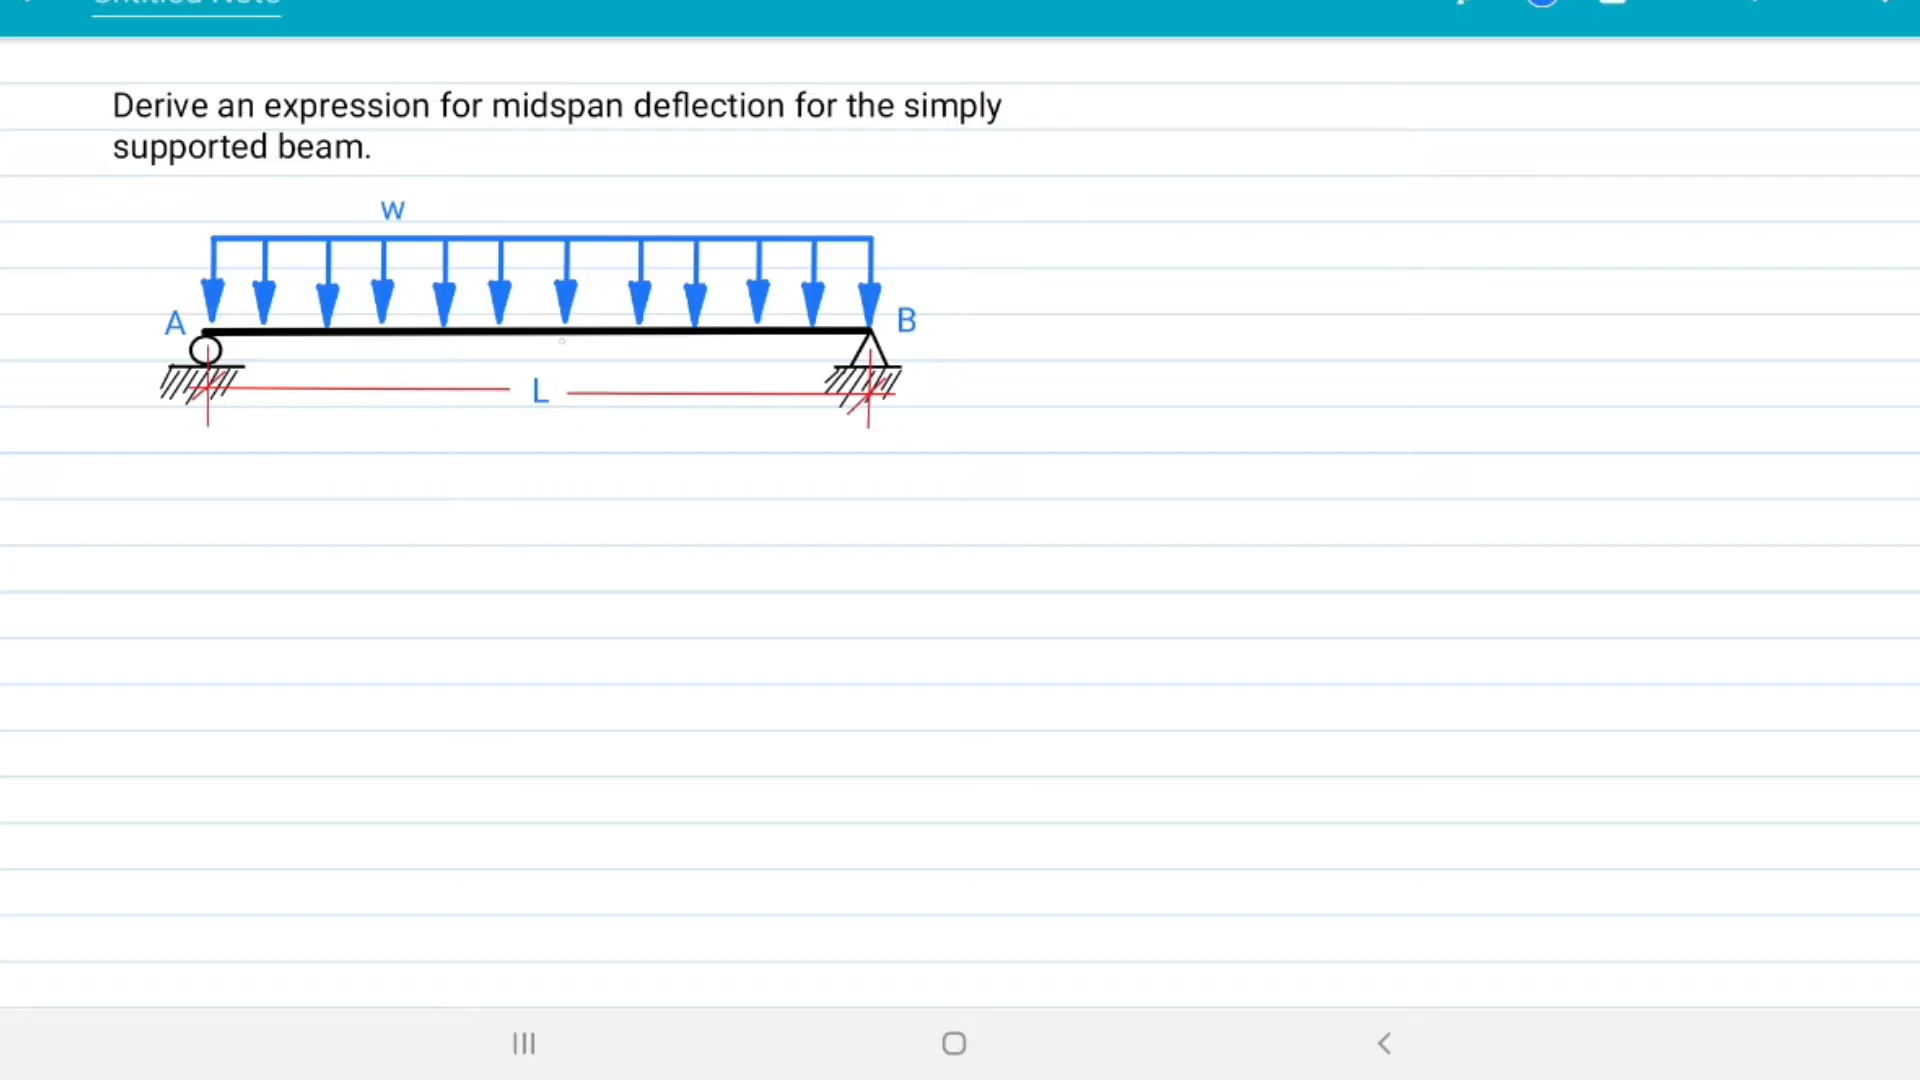 Derive an expression for midspan deflection for the simply
supported beam.
w
A
B
L